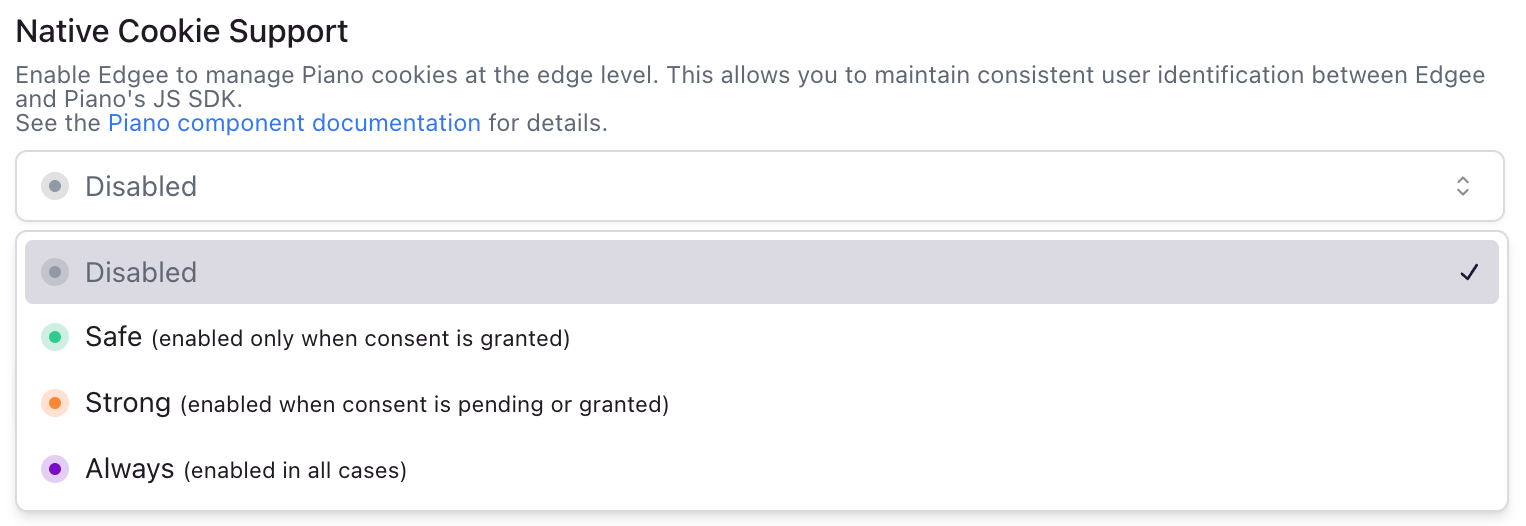 Native Cookie Support
Enable Edgee to manage Piano cookies at the edge level. This allows you to maintain consistent user identification between Edgee
and Piano's JS SDK.
See the Piano component documentation for details.
Disabled
Disabled
Safe (enabled only when consent is granted)
Strong (enabled when consent is pending or granted)
Always (enabled in all cases)